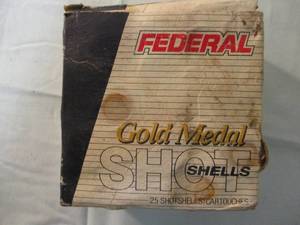 FEDERAL
Gold Medal
SHOT
SHELLS
25 SHOTSHELLS/CARTOUCHES